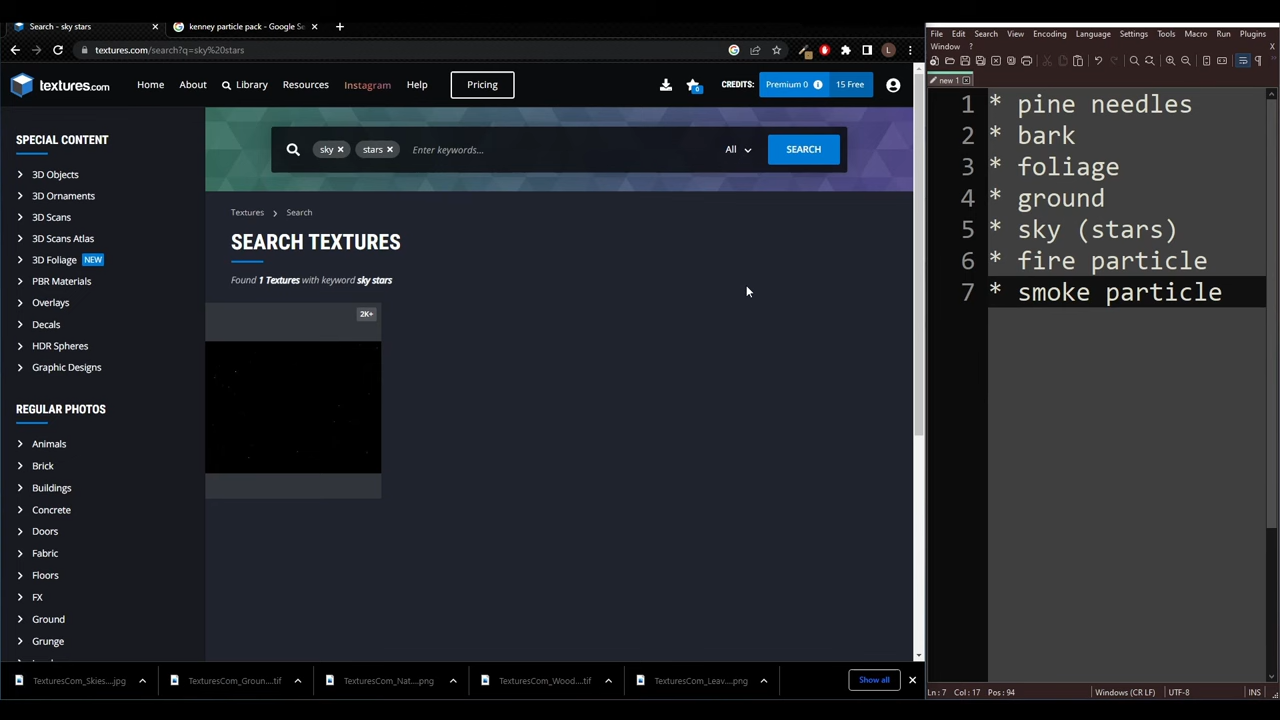 Search - sky stars
kenney particle pack - Google Se
textures.com/search?q=sky%20stars
L
textures.com
Home
About
Library
Resources
Instagram
Help
Pricing
0
CREDITS:
Premium 0
15 Free
SPECIAL CONTENT
3D Objects
3D Ornaments
3D Scans
3D Scans Atlas
3D Foliage NEW
PBR Materials
Overlays
Decals
HDR Spheres
Graphic Designs
REGULAR PHOTOS
Animals
Brick
Buildings
Concrete
Doors
Fabric
Floors
FX
Ground
Grunge
sky
stars
Enter keywords...
All
SEARCH
Textures
Search
SEARCH TEXTURES
Found 1 Textures with keyword sky stars
2K+
TexturesCom_Skies....jpg
TexturesCom_Groun....tif
TexturesCom_Nat....png
TexturesCom_Wood....tif
TexturesCom_Leav....png
Show all
File Edit Search View Encoding Language Settings Tools Macro Run Plugins
Window ? X
new 1
1 * pine needles
2 * bark
3 * foliage
4 * ground
5 * sky (stars)
6 * fire particle
7 * smoke particle
Ln : 7 Col : 17 Pos : 94
Windows (CR LF)
UTF-8
INS